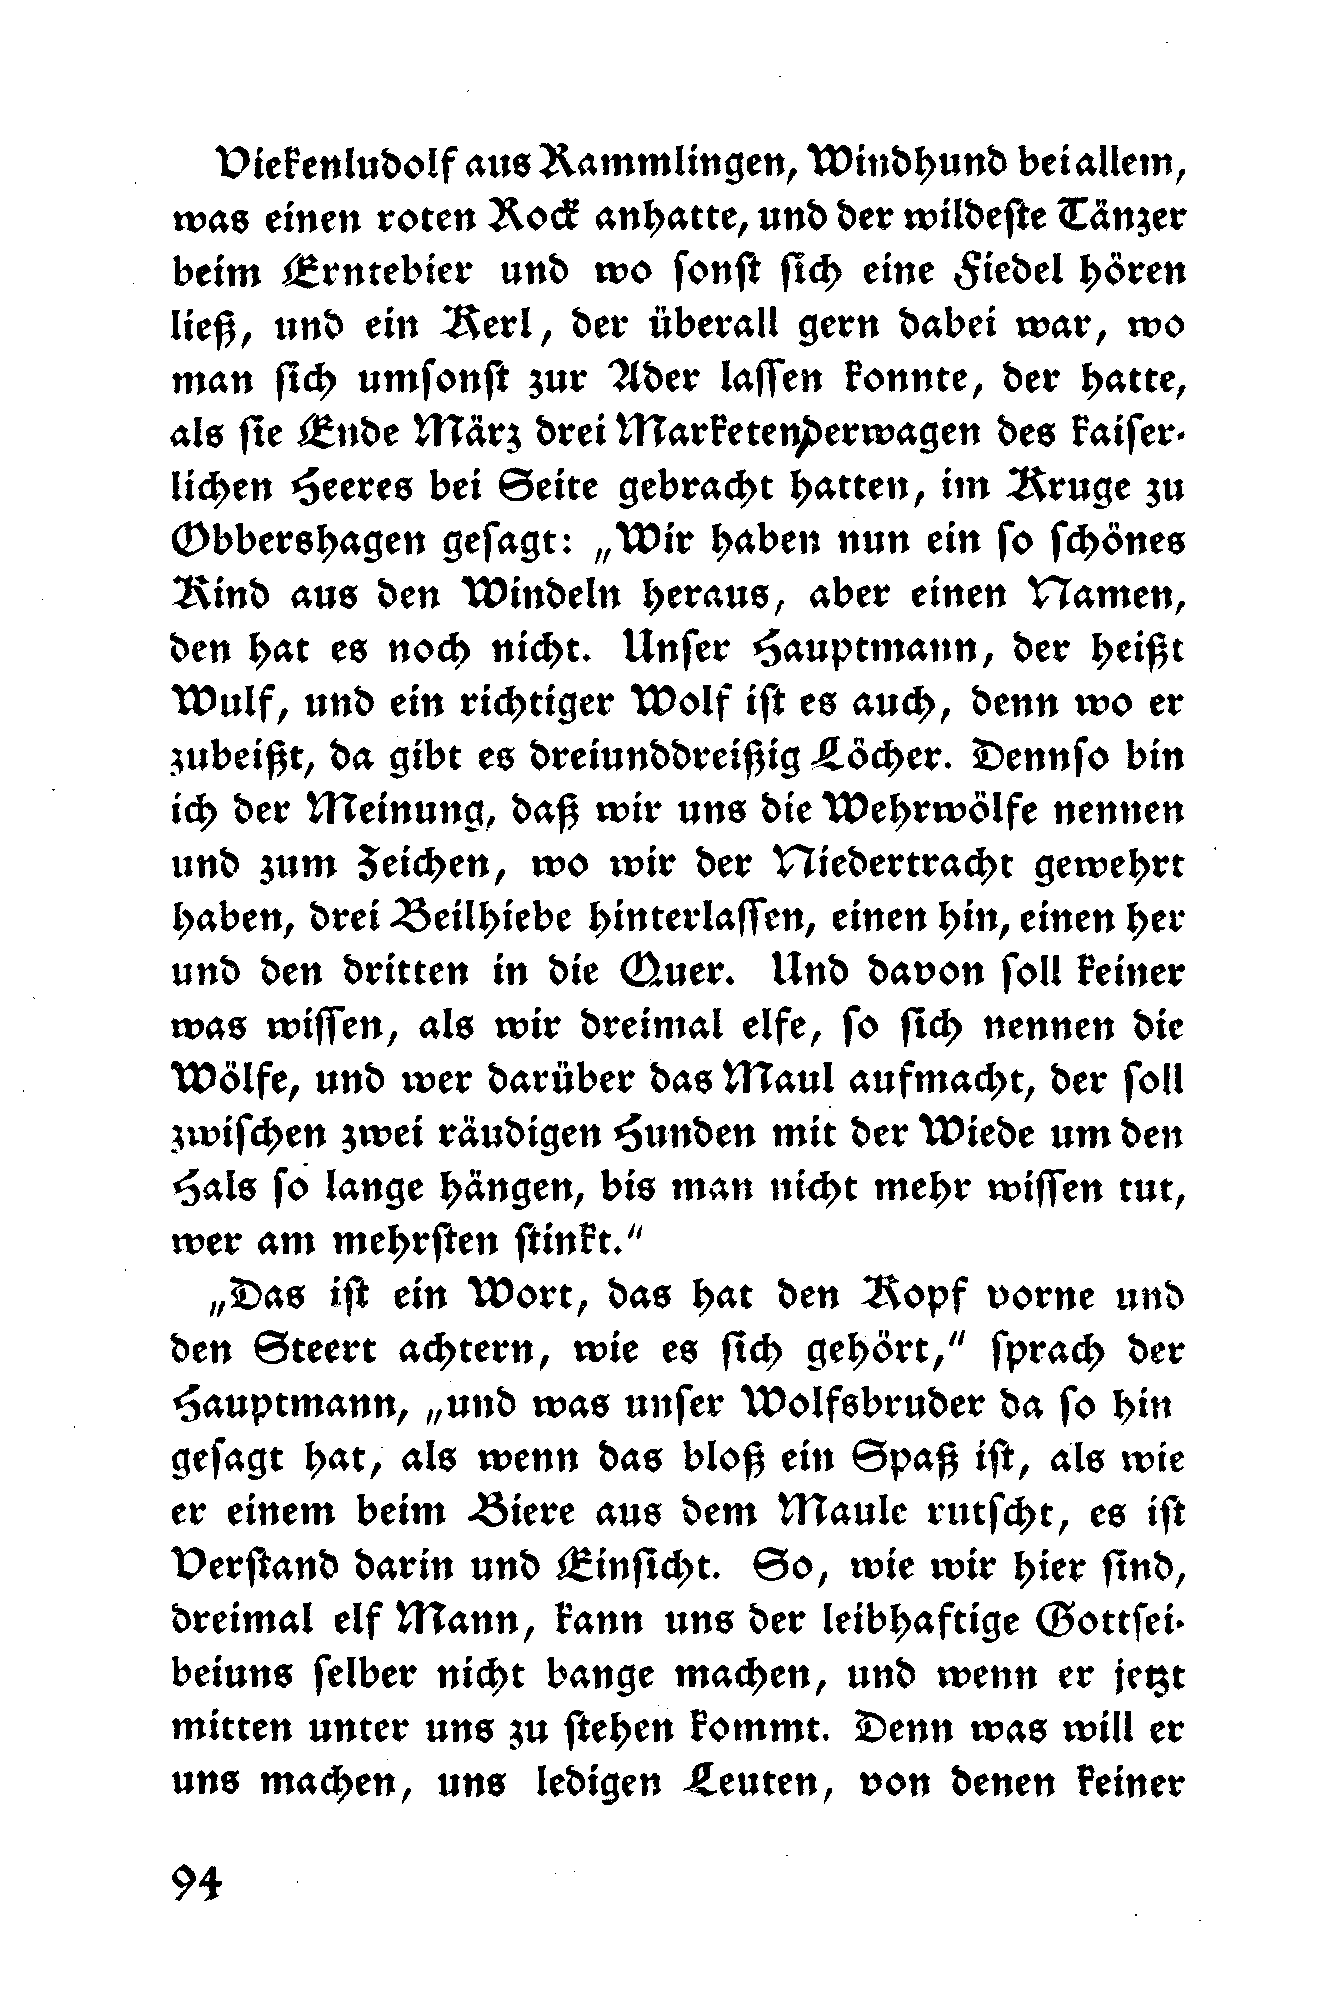 Viekenludolf aus Rammlingen, Windhund bei allem,
was einen roten Rock anhatte, und der wildeste Tänzer
beim Erntebier und wo sonst sich eine Fiedel hören
ließ, und ein Kerl, der überall gern dabei war, wo
man sich umsonst zur Ader lassen konnte, der hatte,
als sie Ende März drei Marketenderwagen des kaiser-
lichen Heeres bei Seite gebracht hatten, im Kruge zu
Obbershagen gesagt: „Wir haben nun ein so schönes
Kind aus den Windeln heraus, aber einen Namen,
den hat es noch nicht. Unser Hauptmann, der heißt
Wulf, und ein richtiger Wolf ist es auch, denn wo er
zubeißt, da gibt es dreiunddreißig Löcher. Dennso bin
ich der Meinung, daß wir uns die Wehrwölfe nennen
und zum Zeichen, wo wir der Niedertracht gewehrt
haben, drei Beilhiebe hinterlassen, einen hin, einen her
und den dritten in die Quer. Und davon soll keiner
was wissen, als wir dreimal elfe, so sich nennen die
Wölfe, und wer darüber das Maul aufmacht, der soll
zwischen zwei räudigen Hunden mit der Wiede um den
Hals so lange hängen, bis man nicht mehr wissen tut,
wer am mehrsten stinkt.“
„Das ist ein Wort, das hat den Kopf vorne und
den Steert achtern, wie es sich gehört,“ sprach der
Hauptmann, „und was unser Wolfsbruder da so hin
gesagt hat, als wenn das bloß ein Spaß ist, als wie
er einem beim Biere aus dem Maule rutscht, es ist
Verstand darin und Einsicht. So, wie wir hier sind,
dreimal elf Mann, kann uns der leibhaftige Gottsei-
beiuns selber nicht bange machen, und wenn er jetzt
mitten unter uns zu stehen kommt. Denn was will er
uns machen, uns ledigen Leuten, von denen keiner
94